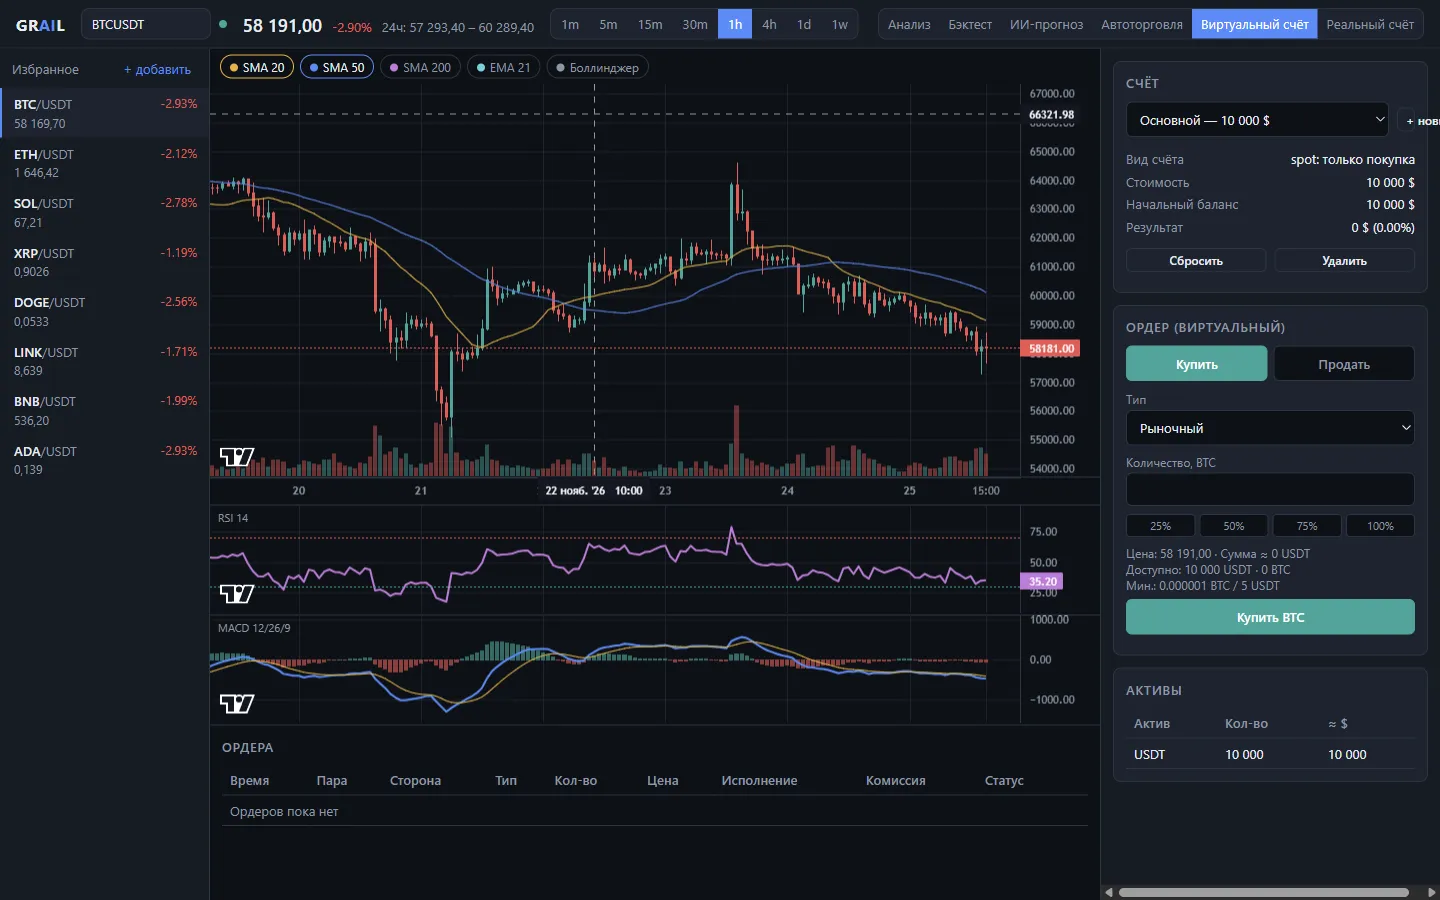 GRAIL BTCUSDT 58 191,00 -2.90% 24ч: 57 293,40 – 60 289,40 1m 5m 15m 30m 1h 4h 1d 1w Анализ Бэктест ИИ-прогноз Автоторговля Виртуальный счёт Реальный счёт
Избранное + добавить
BTC/USDT -2.93%
58 169,70
ETH/USDT -2.12%
1 646,42
SOL/USDT -2.78%
67,21
XRP/USDT -1.19%
0,9026
DOGE/USDT -2.56%
0,0533
LINK/USDT -1.71%
8,639
BNB/USDT -1.99%
536,20
ADA/USDT -2.93%
0,139
SMA 20 SMA 50 SMA 200 EMA 21 Боллинджер
67000.00
66321.98
65000.00
64000.00
63000.00
62000.00
61000.00
60000.00
59000.00
58181.00
57000.00
56000.00
55000.00
54000.00
20 21 22 нояб. '26 10:00 23 24 25 15:00
RSI 14
75.00
50.00
35.20
25.00
MACD 12/26/9
1000.00
0.00
-1000.00
ОРДЕРА
Время Пара Сторона Тип Кол-во Цена Исполнение Комиссия Статус
Ордеров пока нет
СЧЁТ
Основной — 10 000 $ + нов
Вид счёта spot: только покупка
Стоимость 10 000 $
Начальный баланс 10 000 $
Результат 0 $ (0.00%)
Сбросить Удалить
ОРДЕР (ВИРТУАЛЬНЫЙ)
Купить Продать
Тип
Рыночный
Количество, BTC
25% 50% 75% 100%
Цена: 58 191,00 · Сумма ≈ 0 USDT
Доступно: 10 000 USDT · 0 BTC
Мин.: 0.000001 BTC / 5 USDT
Купить BTC
АКТИВЫ
Актив Кол-во ≈ $
USDT 10 000 10 000